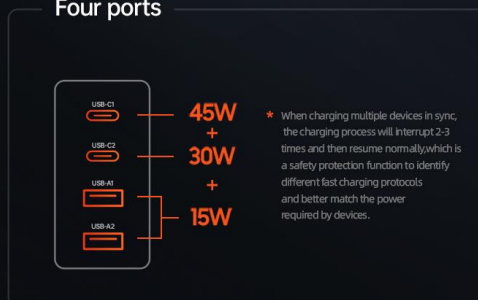 Four ports
USB-C1
45W
+
USB-C2
30W
+
USB-A1
15W
USB-A2
* When charging multiple devices in sync,
the charging process will interrupt 2-3
times and then resume normally,which is
a safety protection function to identify
different fast charging protocols
and better match the power
required by devices.